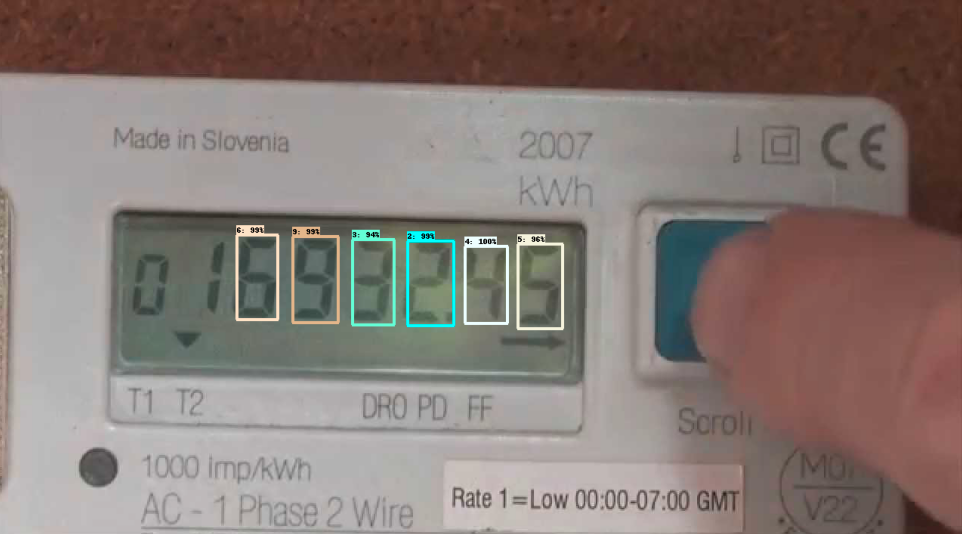 Made in Slovenia
2007
kWh
CE
6: 99% 9: 99% 3: 94% 2: 99% 4: 100% 5: 96%
016932.45
T1 T2 DRO PD FF
Scroll
1000 imp/kWh
AC - 1 Phase 2 Wire
Rate 1=Low 00:00-07:00 GMT
V22